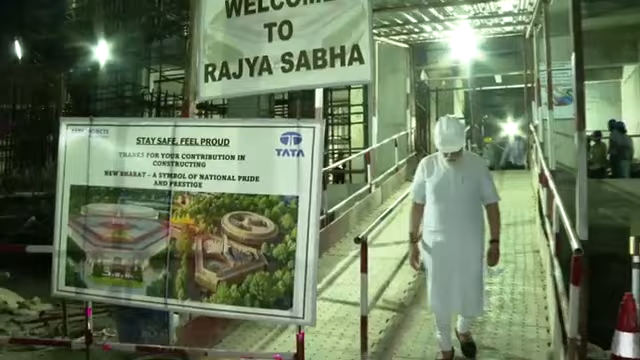 WELCOME
TO
RAJYA SABHA
STAY SAFE, FEEL PROUD
TATA
THANKS FOR YOUR CONTRIBUTION IN
CONSTRUCTING
NEW BHARAT - A SYMBOL OF NATIONAL PRIDE
AND PRESTIGE